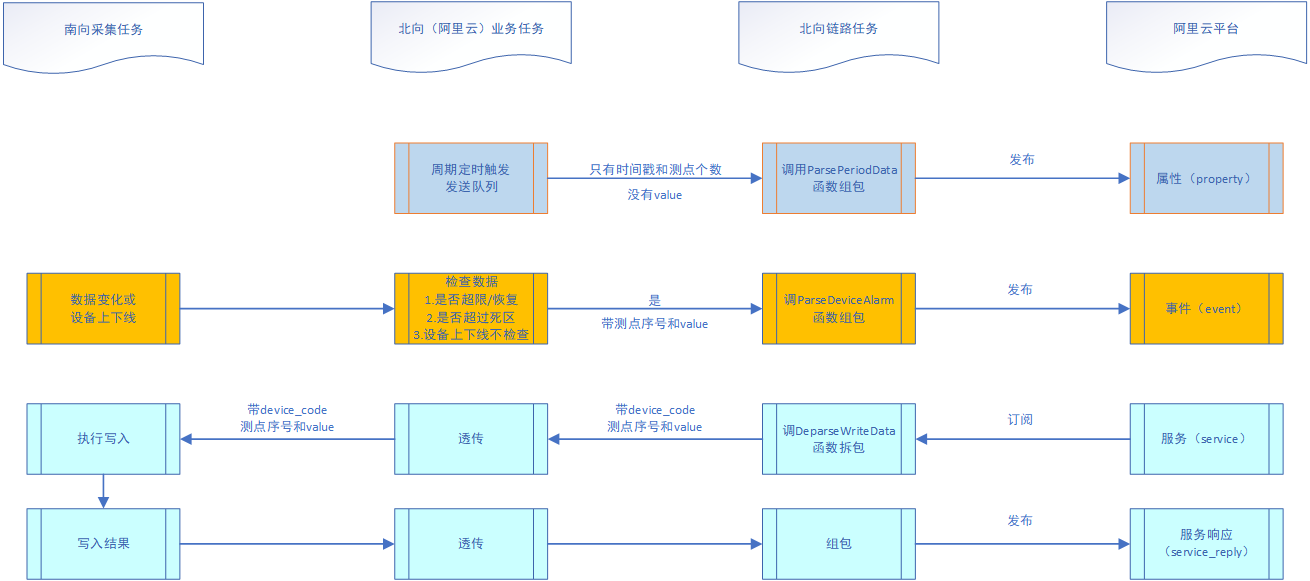 南向采集任务
北向（阿里云）业务任务
北向链路任务
阿里云平台
周期定时触发
发送队列
只有时间戳和测点个数
没有value
调用ParsePeriodData
函数组包
发布
属性（property）
数据变化或
设备上下线
检查数据
1.是否超限/恢复
2.是否超过死区
3.设备上下线不检查
是
带测点序号和value
调ParseDeviceAlarm
函数组包
发布
事件（event）
执行写入
带device_code
测点序号和value
透传
带device_code
测点序号和value
调DeparseWriteData
函数拆包
订阅
服务（service）
写入结果
透传
组包
发布
服务响应
（service_reply）